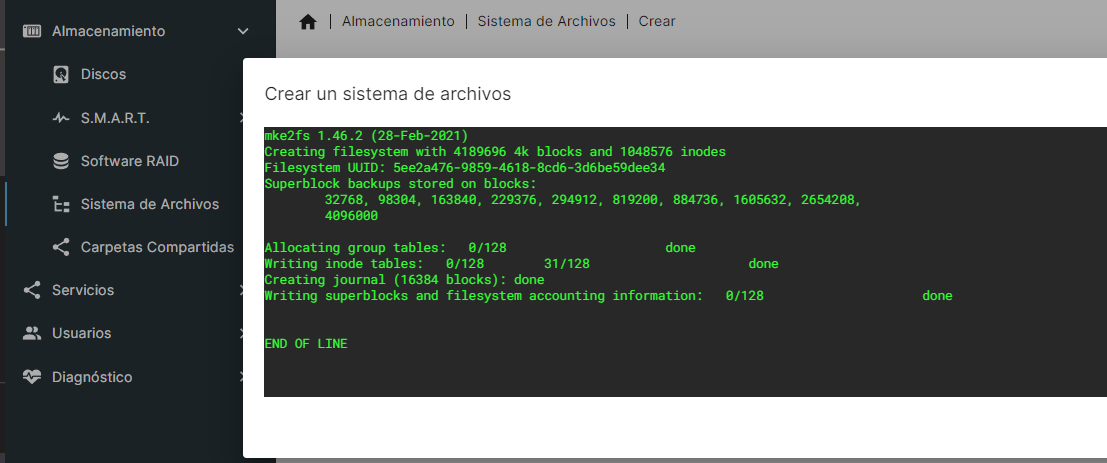 Almacenamiento
Discos
S.M.A.R.T.
Software RAID
Sistema de Archivos
Carpetas Compartidas
Servicios
Usuarios
Diagnóstico
| Almacenamiento | Sistema de Archivos | Crear
Crear un sistema de archivos
mke2fs 1.46.2 (28-Feb-2021)
Creating filesystem with 4189696 4k blocks and 1048576 inodes
Filesystem UUID: 5ee2a476-9859-4618-8cd6-3d6be59dee34
Superblock backups stored on blocks:
32768, 98304, 163840, 229376, 294912, 819200, 884736, 1605632, 2654208,
4096000
Allocating group tables: 0/128 done
Writing inode tables: 0/128 31/128 done
Creating journal (16384 blocks): done
Writing superblocks and filesystem accounting information: 0/128 done
END OF LINE